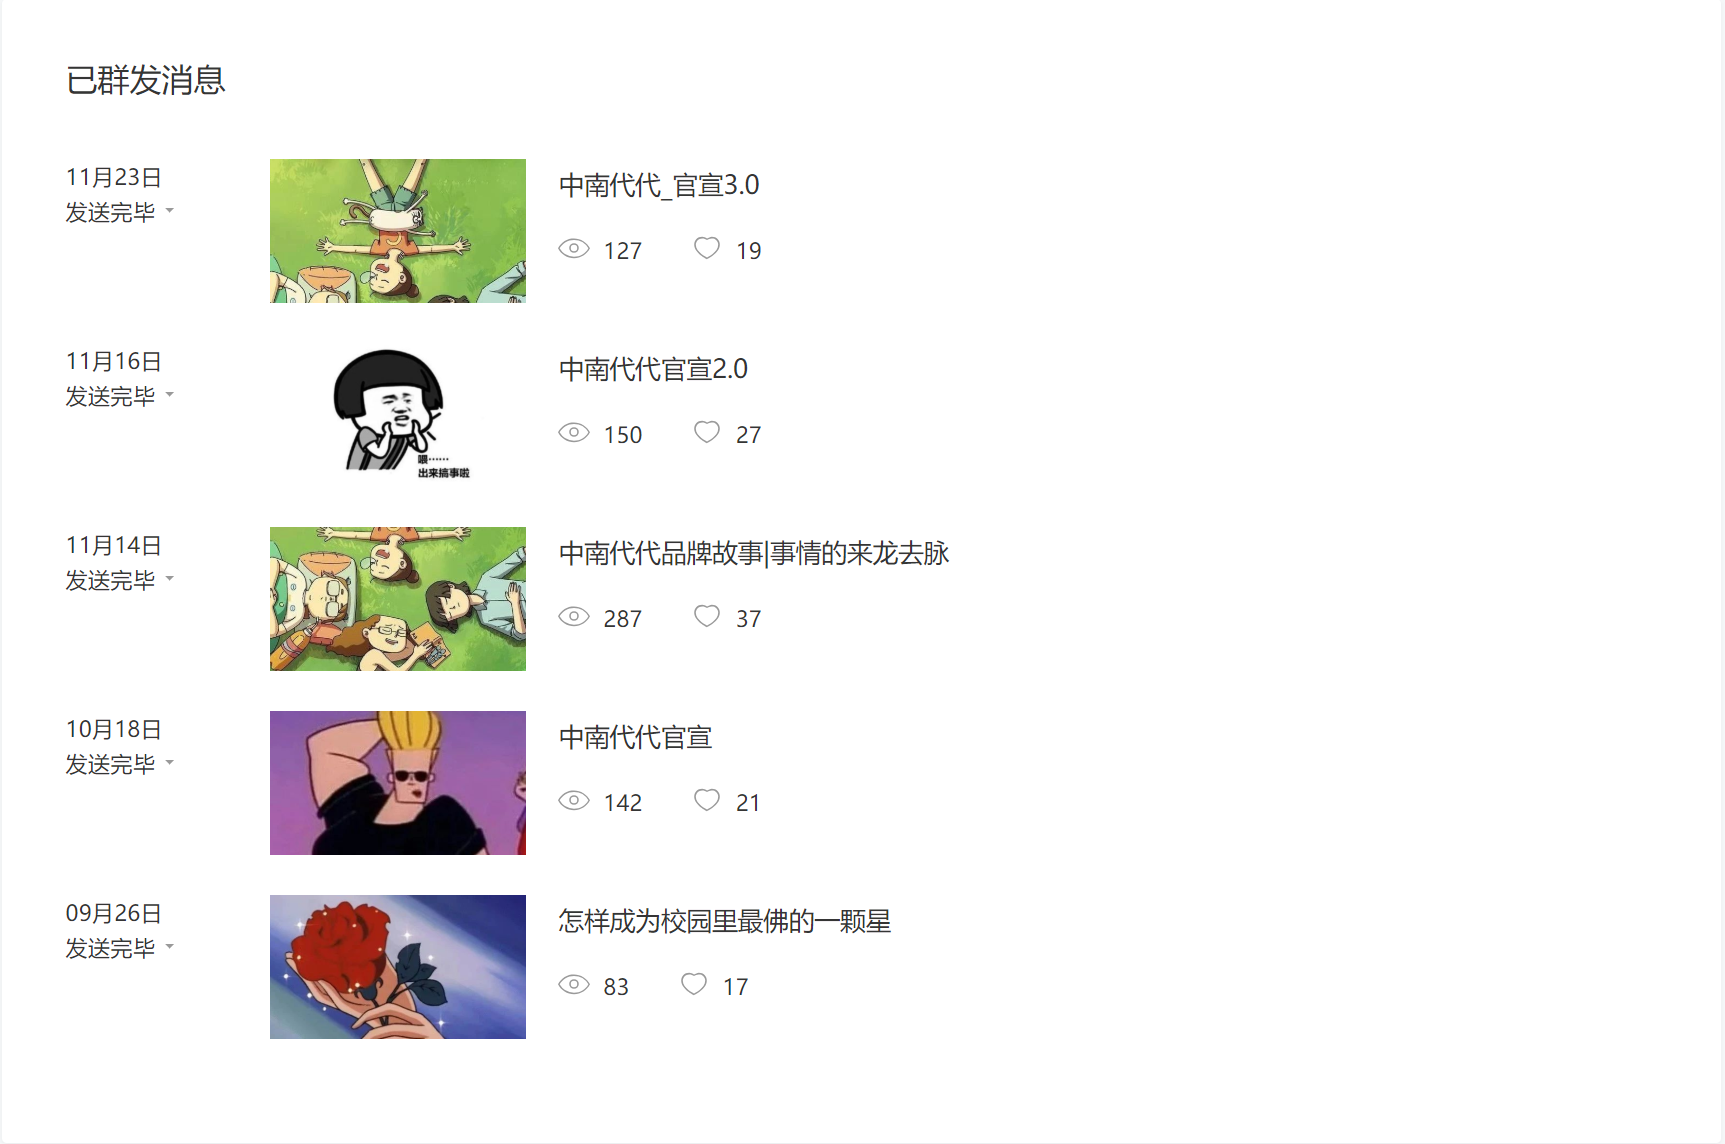 已群发消息
11月23日
发送完毕
中南代代_官宣3.0
127 19
11月16日
发送完毕
喂……
出来搞事啦
中南代代官宣2.0
150 27
11月14日
发送完毕
中南代代品牌故事|事情的来龙去脉
287 37
10月18日
发送完毕
中南代代官宣
142 21
09月26日
发送完毕
怎样成为校园里最佛的一颗星
83 17